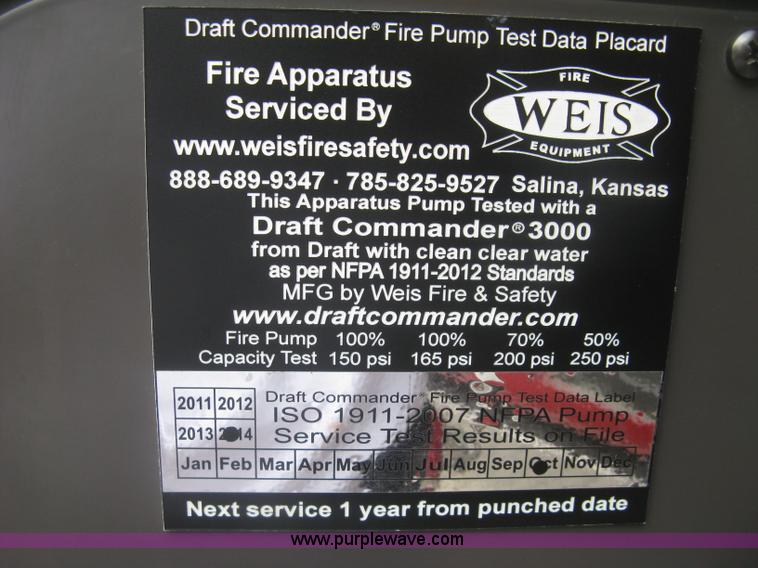 Draft Commander® Fire Pump Test Data Placard
Fire Apparatus
Serviced By
FIRE
WEIS
EQUIPMENT
www.weisfiresafety.com
888-689-9347 · 785-825-9527 Salina, Kansas
This Apparatus Pump Tested with a
Draft Commander® 3000
from Draft with clean clear water
as per NFPA 1911-2012 Standards
MFG by Weis Fire & Safety
www.draftcommander.com
Fire Pump 100% 100% 70% 50%
Capacity Test 150 psi 165 psi 200 psi 250 psi
Draft Commander® Fire Pump Test Data Label
2011 2012
ISO 1911-2007 NFPA Pump
2013 2014
Service Test Results on File
Jan Feb Mar Apr May Jun Jul Aug Sep Oct Nov Dec
Next service 1 year from punched date
www.purplewave.com